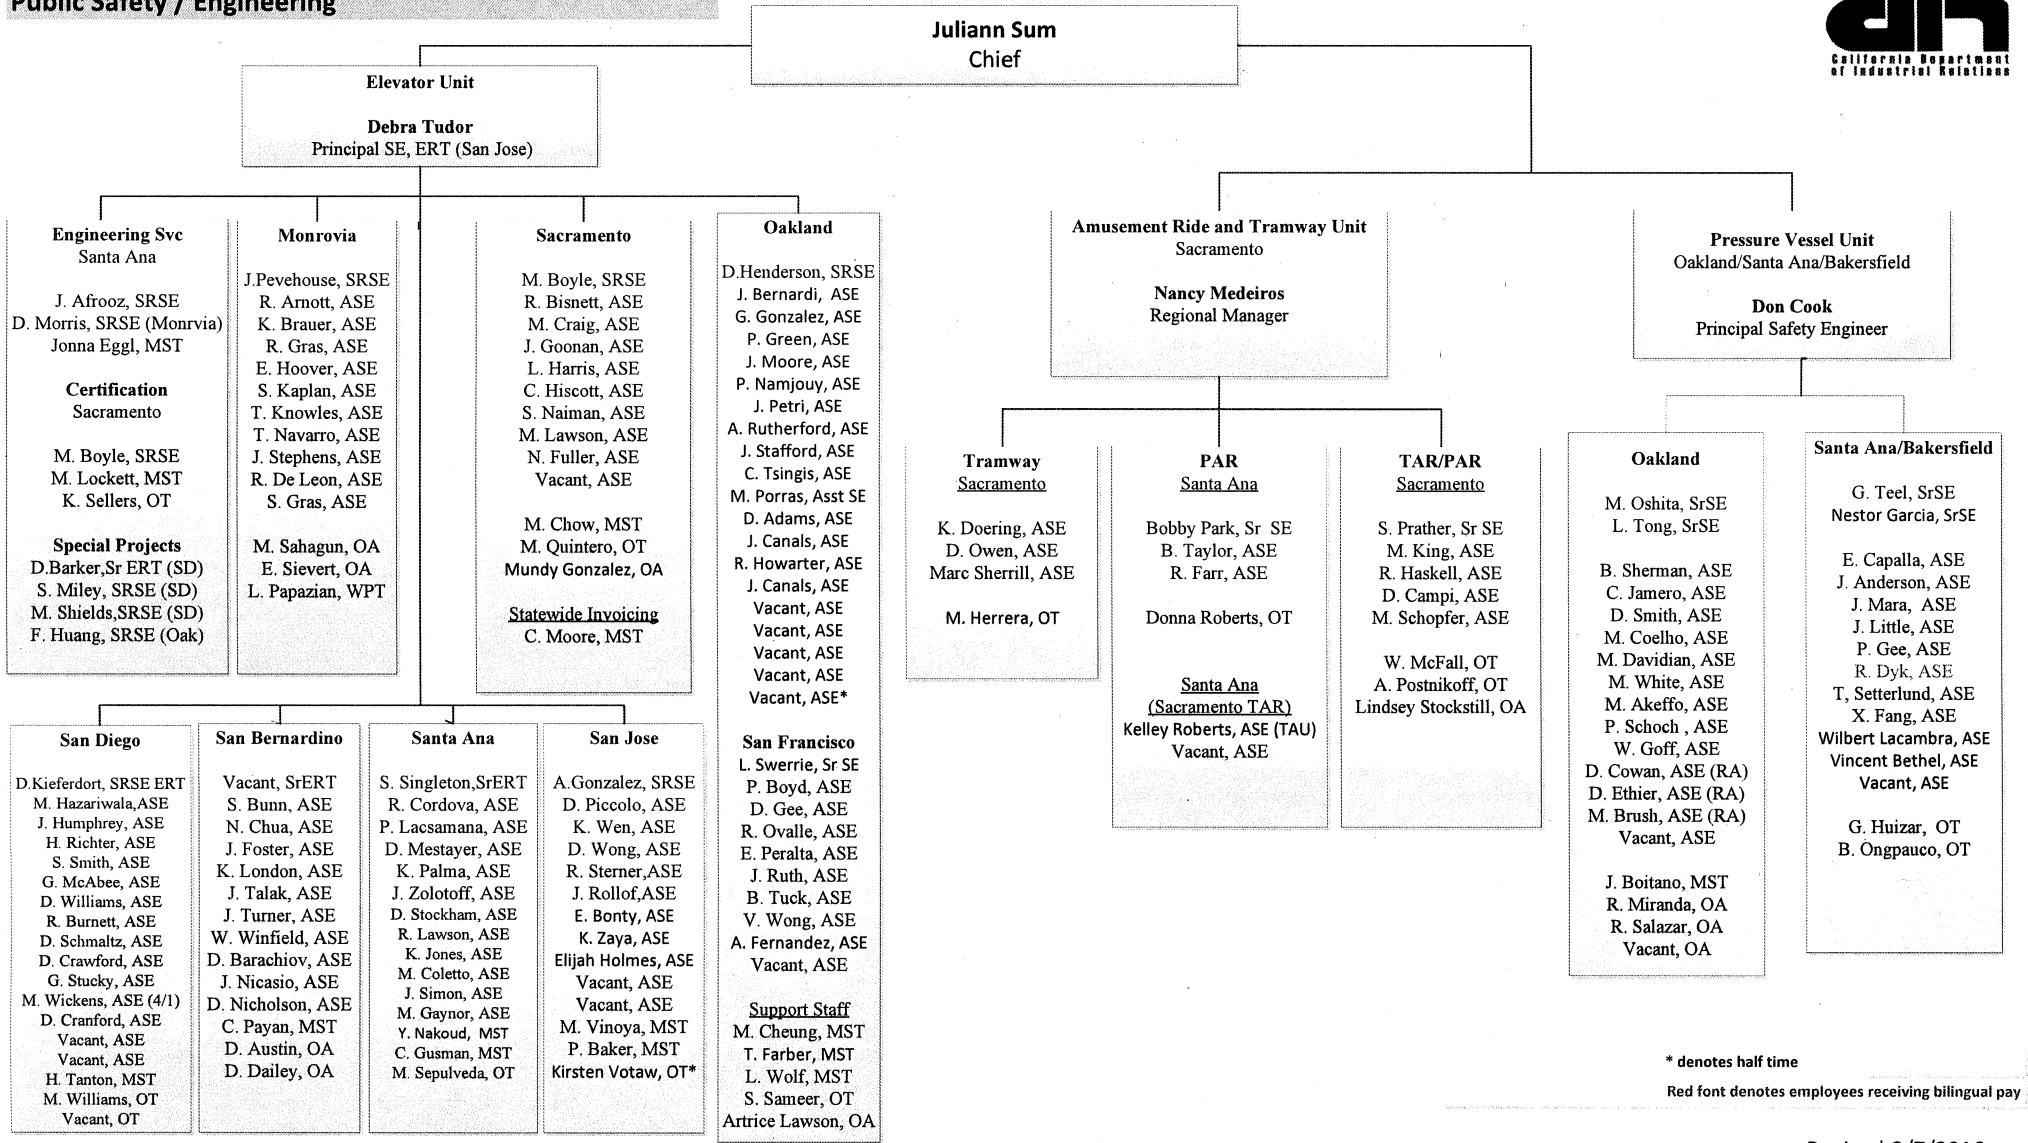 Public Safety / Engineering
Juliann Sum
Chief
California Department
of Industrial Relations
Elevator Unit
Debra Tudor
Principal SE, ERT (San Jose)
Engineering Svc
Santa Ana
J. Afrooz, SRSE
D. Morris, SRSE (Monrvia)
Jonna Eggl, MST
Certification
Sacramento
M. Boyle, SRSE
M. Lockett, MST
K. Sellers, OT
Special Projects
D.Barker,Sr ERT (SD)
S. Miley, SRSE (SD)
M. Shields,SRSE (SD)
F. Huang, SRSE (Oak)
Monrovia
J.Pevehouse, SRSE
R. Arnott, ASE
K. Brauer, ASE
R. Gras, ASE
E. Hoover, ASE
S. Kaplan, ASE
T. Knowles, ASE
T. Navarro, ASE
J. Stephens, ASE
R. De Leon, ASE
S. Gras, ASE
M. Sahagun, OA
E. Sievert, OA
L. Papazian, WPT
Sacramento
M. Boyle, SRSE
R. Bisnett, ASE
M. Craig, ASE
J. Goonan, ASE
L. Harris, ASE
C. Hiscott, ASE
S. Naiman, ASE
M. Lawson, ASE
N. Fuller, ASE
Vacant, ASE
M. Chow, MST
M. Quintero, OT
Mundy Gonzalez, OA
Statewide Invoicing
C. Moore, MST
Oakland
D.Henderson, SRSE
J. Bernardi, ASE
G. Gonzalez, ASE
P. Green, ASE
J. Moore, ASE
P. Namjouy, ASE
J. Petri, ASE
A. Rutherford, ASE
J. Stafford, ASE
C. Tsingis, ASE
M. Porras, Asst SE
D. Adams, ASE
J. Canals, ASE
R. Howarter, ASE
J. Canals, ASE
Vacant, ASE
Vacant, ASE
Vacant, ASE
Vacant, ASE
Vacant, ASE*
San Francisco
L. Swerrie, Sr SE
P. Boyd, ASE
D. Gee, ASE
R. Ovalle, ASE
E. Peralta, ASE
J. Ruth, ASE
B. Tuck, ASE
V. Wong, ASE
A. Fernandez, ASE
Vacant, ASE
Support Staff
M. Cheung, MST
T. Farber, MST
L. Wolf, MST
S. Sameer, OT
Artrice Lawson, OA
San Diego
D.Kieferdort, SRSE ERT
M. Hazariwala,ASE
J. Humphrey, ASE
H. Richter, ASE
S. Smith, ASE
G. McAbee, ASE
D. Williams, ASE
R. Burnett, ASE
D. Schmaltz, ASE
D. Crawford, ASE
G. Stucky, ASE
M. Wickens, ASE (4/1)
D. Cranford, ASE
Vacant, ASE
Vacant, ASE
H. Tanton, MST
M. Williams, OT
Vacant, OT
San Bernardino
Vacant, SrERT
S. Bunn, ASE
N. Chua, ASE
J. Foster, ASE
K. London, ASE
J. Talak, ASE
J. Turner, ASE
W. Winfield, ASE
D. Barachiov, ASE
J. Nicasio, ASE
D. Nicholson, ASE
C. Payan, MST
D. Austin, OA
D. Dailey, OA
Santa Ana
S. Singleton,SrERT
R. Cordova, ASE
P. Lacsamana, ASE
D. Mestayer, ASE
K. Palma, ASE
J. Zolotoff, ASE
D. Stockham, ASE
R. Lawson, ASE
K. Jones, ASE
M. Coletto, ASE
J. Simon, ASE
M. Gaynor, ASE
Y. Nakoud, MST
C. Gusman, MST
M. Sepulveda, OT
San Jose
A.Gonzalez, SRSE
D. Piccolo, ASE
K. Wen, ASE
D. Wong, ASE
R. Sterner,ASE
J. Rollof,ASE
E. Bonty, ASE
K. Zaya, ASE
Elijah Holmes, ASE
Vacant, ASE
Vacant, ASE
M. Vinoya, MST
P. Baker, MST
Kirsten Votaw, OT*
Amusement Ride and Tramway Unit
Sacramento
Nancy Medeiros
Regional Manager
Tramway
Sacramento
K. Doering, ASE
D. Owen, ASE
Marc Sherrill, ASE
M. Herrera, OT
PAR
Santa Ana
Bobby Park, Sr SE
B. Taylor, ASE
R. Farr, ASE
Donna Roberts, OT
Santa Ana
(Sacramento TAR)
Kelley Roberts, ASE (TAU)
Vacant, ASE
TAR/PAR
Sacramento
S. Prather, Sr SE
M. King, ASE
R. Haskell, ASE
D. Campi, ASE
M. Schopfer, ASE
W. McFall, OT
A. Postnikoff, OT
Lindsey Stockstill, OA
Pressure Vessel Unit
Oakland/Santa Ana/Bakersfield
Don Cook
Principal Safety Engineer
Oakland
M. Oshita, SrSE
L. Tong, SrSE
B. Sherman, ASE
C. Jamero, ASE
D. Smith, ASE
M. Coelho, ASE
M. Davidian, ASE
M. White, ASE
M. Akeffo, ASE
P. Schoch , ASE
W. Goff, ASE
D. Cowan, ASE (RA)
D. Ethier, ASE (RA)
M. Brush, ASE (RA)
Vacant, ASE
J. Boitano, MST
R. Miranda, OA
R. Salazar, OA
Vacant, OA
Santa Ana/Bakersfield
G. Teel, SrSE
Nestor Garcia, SrSE
E. Capalla, ASE
J. Anderson, ASE
J. Mara, ASE
J. Little, ASE
P. Gee, ASE
R. Dyk, ASE
T, Setterlund, ASE
X. Fang, ASE
Wilbert Lacambra, ASE
Vincent Bethel, ASE
Vacant, ASE
G. Huizar, OT
B. Ongpauco, OT
* denotes half time
Red font denotes employees receiving bilingual pay